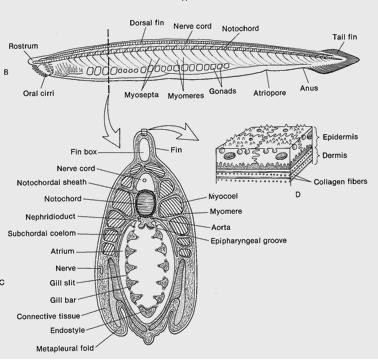 Dorsal fin
Nerve cord
Notochord
Tail fin
Rostrum
B
Oral cirri
Myosepta
Myomeres
Gonads
Atriopore
Anus
Fin box
Fin
Epidermis
Dermis
Collagen fibers
D
Nerve cord
Notochordal sheath
Notochord
Nephridioduct
Subchordal coelom
Atrium
Nerve
C
Gill slit
Gill bar
Connective tissue
Endostyle
Metapleural fold
Myocoel
Myomere
Aorta
Epipharyngeal groove